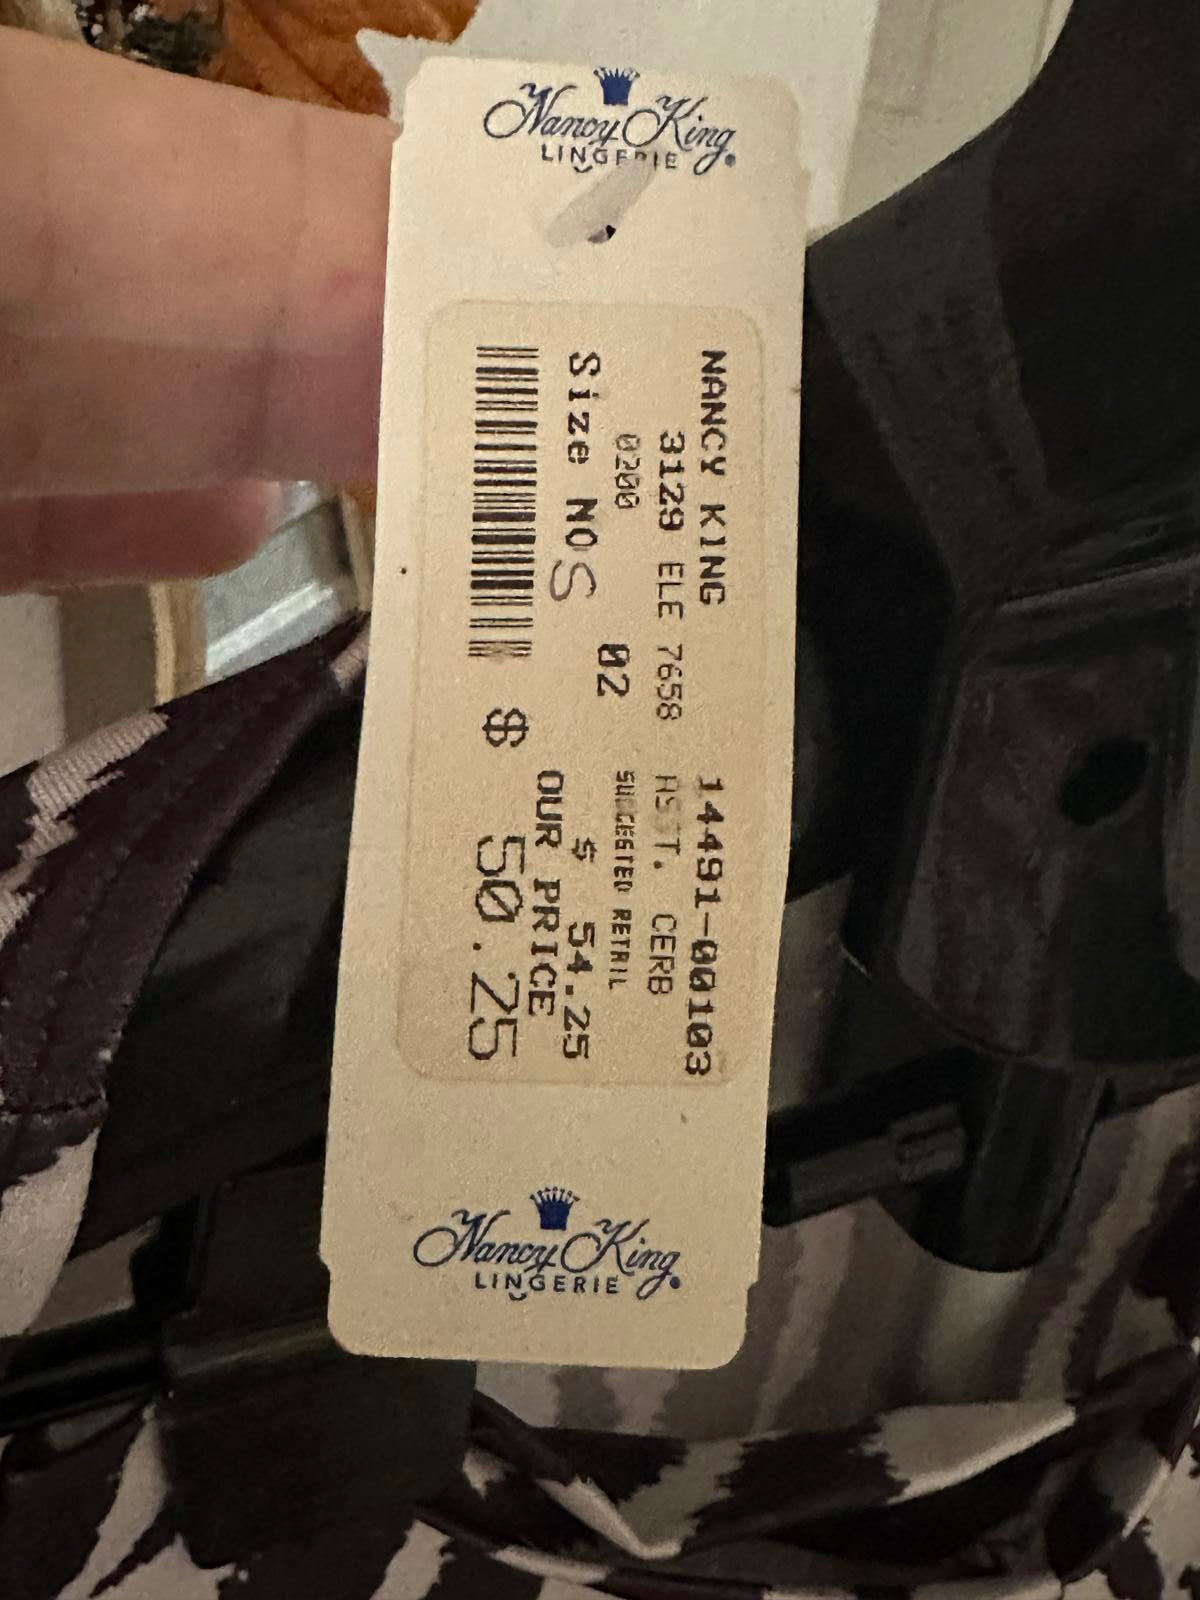 Nancy King
LINGERIE
NANCY KING 14491-00103
3129 ELE 7658 ASST. CERB
0200 SUGGESTED RETAIL
02 $ 54.25
Size NO S OUR PRICE
$ 50.25
Nancy King
LINGERIE